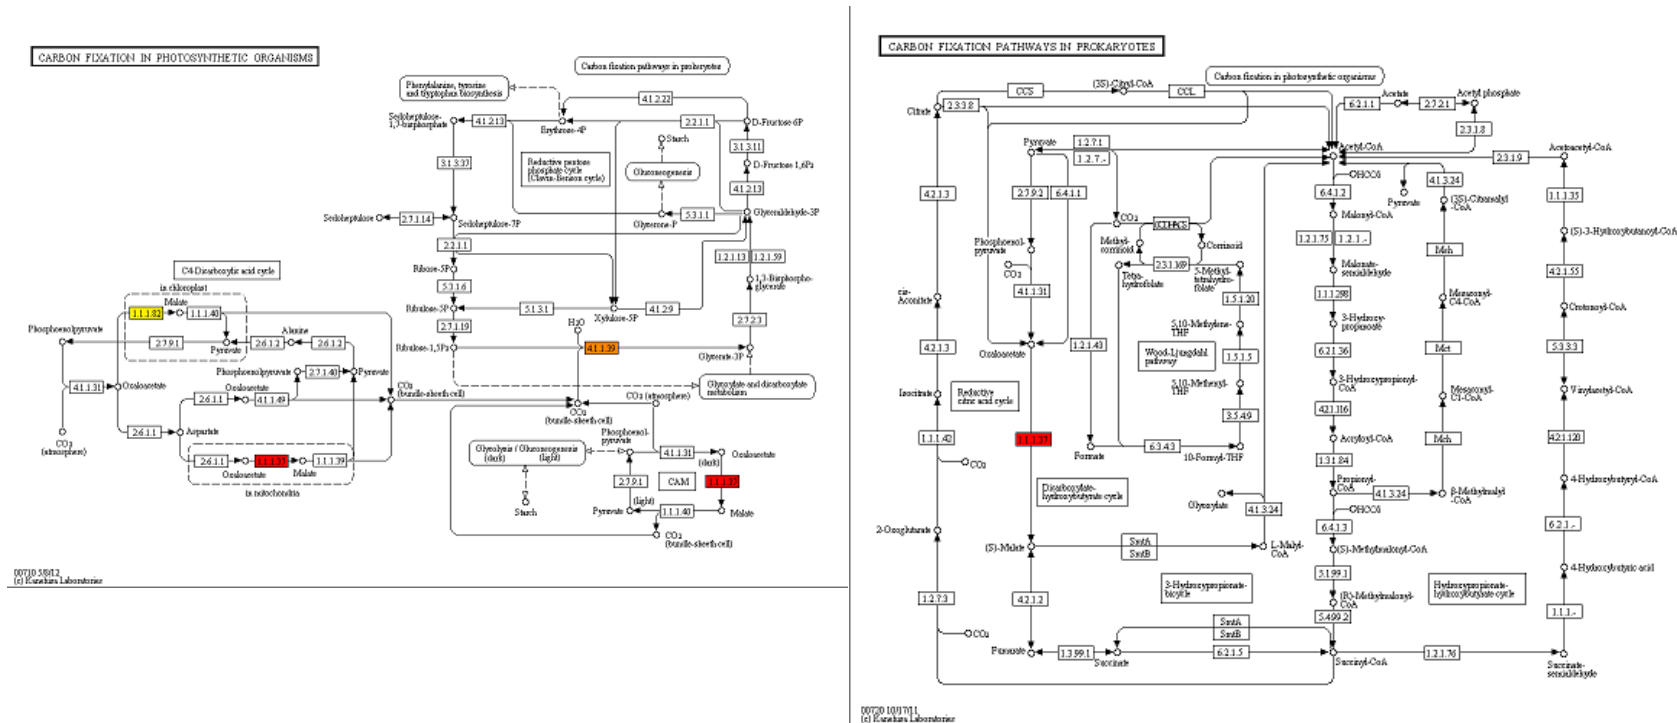 CARBON FIXATION IN PHOTOSYNTHETIC ORGANISMS
Carbon fixation pathways in prokaryotes
Phenylalanine, tyrosine
and tryptophan biosynthesis
4.1.2.22
Sedoheptulose-
1,7-bisphosphate
4.1.2.13
Erythrose-4P
2.2.1.1
D-Fructose 6P
Starch
3.1.3.11
3.1.3.37
Reductive pentose
phosphate cycle
(Calvin-Benson cycle)
Gluconeogenesis
D-Fructose 1,6P2
4.1.2.13
Sedoheptulose
2.7.1.14
Sedoheptulose-7P
Glycerone-P
5.3.1.1
Glyceraldehyde-3P
2.2.1.1
1.2.1.13
1.2.1.59
Ribose-5P
5.3.1.6
1,3-Bisphospho-
glycerate
Ribulose-5P
5.1.3.1
Xylulose-5P
4.1.2.9
2.7.1.19
H2O
2.7.2.3
Ribulose-1,5P2
4.1.1.39
Glycerate-3P
Glyoxylate and dicarboxylate
metabolism
C4-Dicarboxylic acid cycle
in chloroplast
Malate
1.1.1.82
1.1.1.40
Phosphoenolpyruvate
2.7.9.1
Pyruvate
2.6.1.2
Alanine
2.6.1.2
Phosphoenolpyruvate
2.7.1.40
Pyruvate
4.1.1.31
Oxaloacetate
Oxaloacetate
2.6.1.1
4.1.1.49
CO2
(bundle-sheath cell)
CO2
(atmosphere)
2.6.1.1
Aspartate
2.6.1.1
Oxaloacetate
1.1.1.37
Malate
1.1.1.39
in mitochondria
CO2 (atmosphere)
CO2
(bundle-sheath cell)
Glycolysis / Gluconeogenesis
(dark) (light)
Phosphoenol-
pyruvate
4.1.1.31
(dark)
Oxaloacetate
2.7.9.1
CAM
1.1.1.37
Starch
(light)
Pyruvate
1.1.1.40
Malate
CO2
(bundle-sheath cell)
00710 5/8/12
(c) Kanehisa Laboratories
CARBON FIXATION PATHWAYS IN PROKARYOTES
Carbon fixation in photosynthetic organisms
Citrate
2.3.3.8
CCS
(3S)-Citryl-CoA
CCL
6.2.1.1
Acetate
2.7.2.1
Acetyl phosphate
2.3.1.8
Pyruvate
1.2.7.1
1.2.7.-
Acetyl-CoA
2.3.1.9
Acetoacetyl-CoA
4.2.1.3
2.7.9.2
6.4.1.1
HCO3
6.4.1.2
Pyruvate
4.1.3.24
(3S)-Citramalyl
-CoA
1.1.1.35
Malonyl-CoA
CO2
CODH/ACS
Phosphoenol-
pyruvate
Methyl-
corrinoid
Corrinoid
1.2.1.75
1.2.1.-
Mch
(S)-3-Hydroxybutanoyl-CoA
CO2
2.3.1.169
Tetra-
hydrofolate
5-Methyl-
tetrahydro-
folate
Malonate-
semialdehyde
4.2.1.55
cis-
Aconitate
4.1.1.31
1.5.1.20
1.1.1.298
Mesaconyl-
C4-CoA
Crotonoyl-CoA
5,10-Methylene-
THF
3-Hydroxy-
propanoate
Oxaloacetate
1.2.1.43
Wood-Ljungdahl
pathway
4.2.1.3
1.5.1.5
6.2.1.36
Mct
5.3.3.3
5,10-Methenyl-
THF
3-Hydroxypropionyl-
CoA
Mesaconyl-
C1-CoA
Vinylacetyl-CoA
Isocitrate
Reductive
citric acid cycle
3.5.4.9
4.2.1.116
1.1.1.42
1.1.1.37
6.3.4.3
Formate
10-Formyl-THF
Acryloyl-CoA
Mch
4.2.1.120
CO2
1.3.1.84
Dicarboxylate-
hydroxybutyrate cycle
Glyoxylate
4.1.3.24
Propionyl
-CoA
4.1.3.24
β-Methylmalyl
-CoA
4-Hydroxybutyryl-CoA
HCO3
2-Oxoglutarate
6.4.1.3
6.2.1.-
(S)-Malate
SmtA
SmtB
L-Malyl-
CoA
(S)-Methylmalonyl-CoA
4-Hydroxybutyric acid
5.1.99.1
1.2.7.3
4.2.1.2
3-Hydroxypropionate-
bicycle
(R)-Methylmalonyl-
CoA
Hydroxypropionate-
hydroxybutyrate cycle
1.1.1.-
5.4.99.2
CO2
SmtA
SmtB
Fumarate
1.3.99.1
Succinate
6.2.1.5
Succinyl-CoA
1.2.1.76
Succinate-
semialdehyde
00720 10/17/11
(c) Kanehisa Laboratories